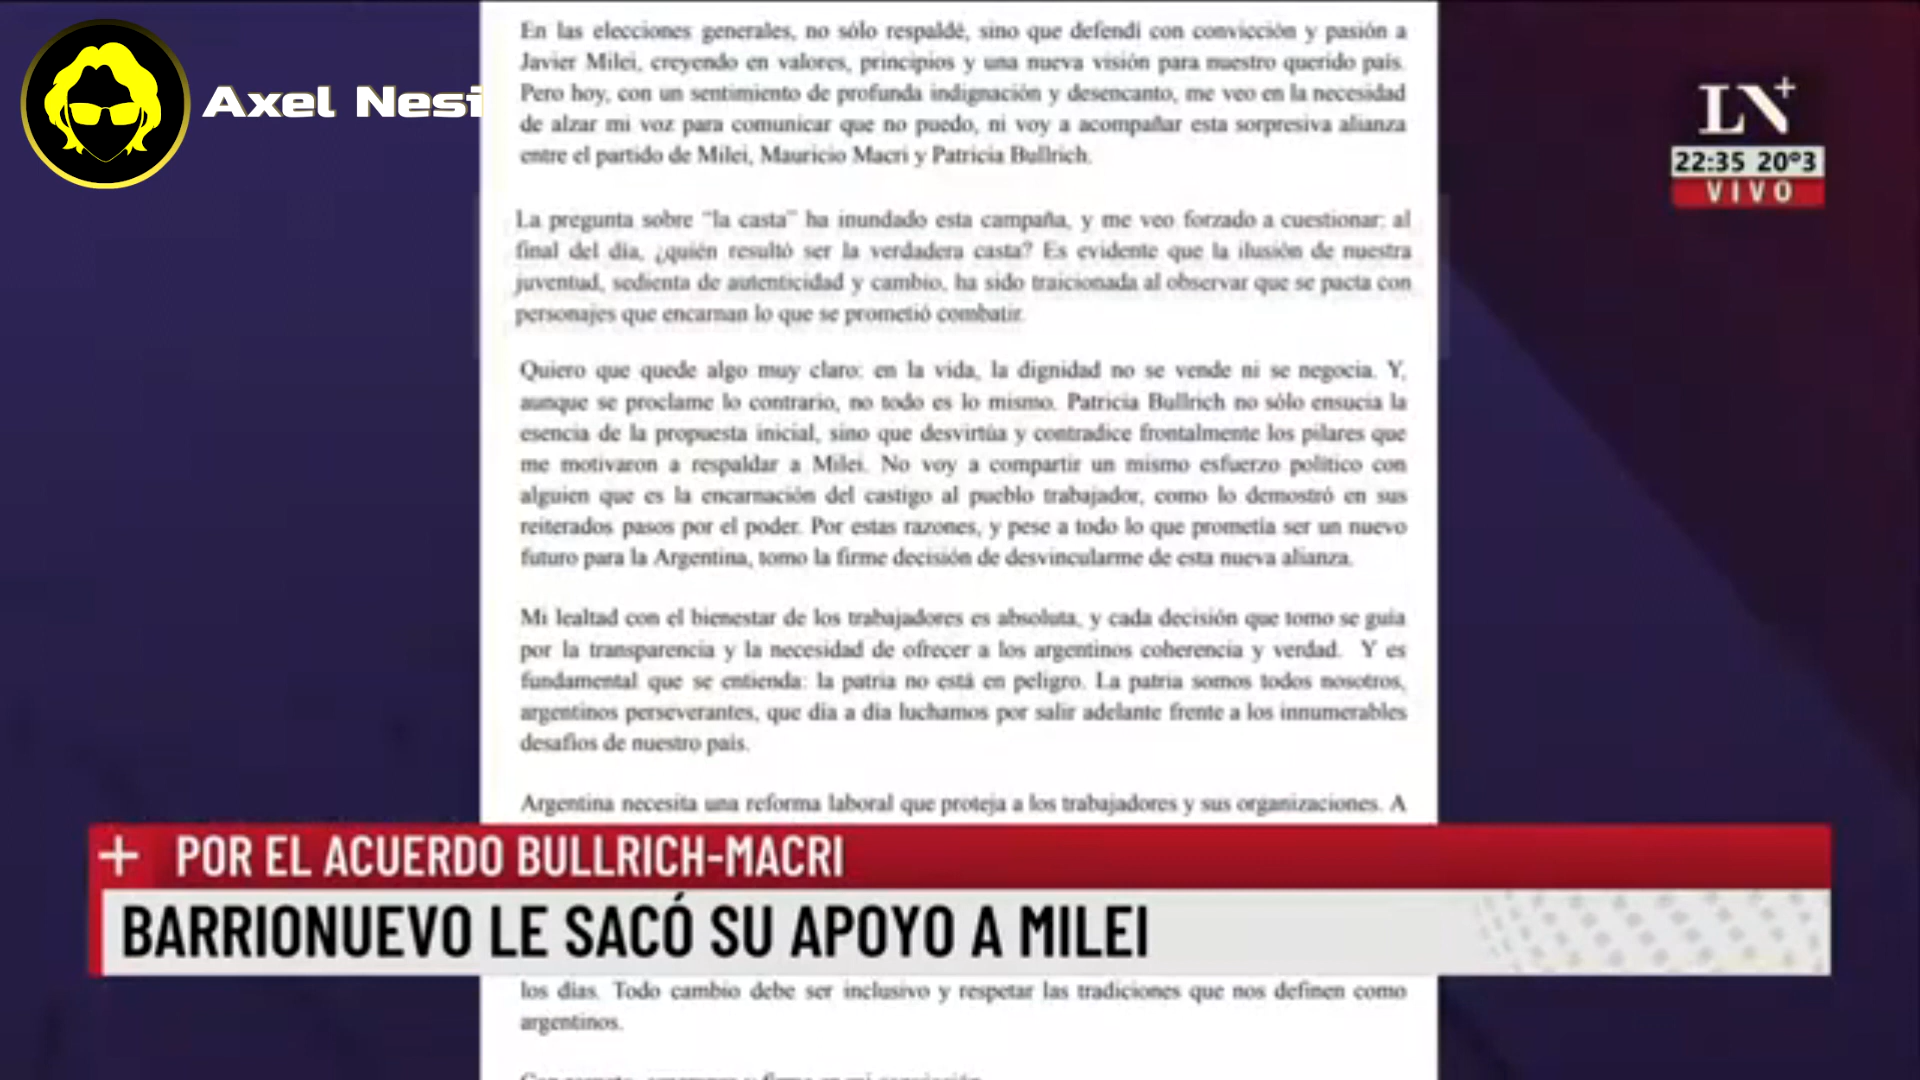 Axel Nesi
En las elecciones generales, no sólo respaldé, sino que defendí con convicción y pasión a
Javier Milei, creyendo en valores, principios y una nueva visión para nuestro querido país.
Pero hoy, con un sentimiento de profunda indignación y desencanto, me veo en la necesidad
de alzar mi voz para comunicar que no puedo, ni voy a acompañar esta sorpresiva alianza
entre el partido de Milei, Mauricio Macri y Patricia Bullrich.
LN+
22:35 20°3
VIVO
La pregunta sobre "la casta" ha inundado esta campaña, y me veo forzado a cuestionar: al
final del día, ¿quién resultó ser la verdadera casta? Es evidente que la ilusión de nuestra
juventud, sedienta de autenticidad y cambio, ha sido traicionada al observar que se pacta con
personajes que encarnan lo que se prometió combatir.
Quiero que quede algo muy claro: en la vida, la dignidad no se vende ni se negocia. Y,
aunque se proclame lo contrario, no todo es lo mismo. Patricia Bullrich no sólo ensucia la
esencia de la propuesta inicial, sino que desvirtúa y contradice frontalmente los pilares que
me motivaron a respaldar a Milei. No voy a compartir un mismo esfuerzo político con
alguien que es la encarnación del castigo al pueblo trabajador, como lo demostró en sus
reiterados pasos por el poder. Por estas razones, y pese a todo lo que prometía ser un nuevo
futuro para la Argentina, tomo la firme decisión de desvincularme de esta nueva alianza.
Mi lealtad con el bienestar de los trabajadores es absoluta, y cada decisión que tomo se guía
por la transparencia y la necesidad de ofrecer a los argentinos coherencia y verdad. Y es
fundamental que se entienda: la patria no está en peligro. La patria somos todos nosotros,
argentinos perseverantes, que día a día luchamos por salir adelante frente a los innumerables
desafíos de nuestro país.
Argentina necesita una reforma laboral que proteja a los trabajadores y sus organizaciones. A
+ POR EL ACUERDO BULLRICH-MACRI
BARRIONUEVO LE SACÓ SU APOYO A MILEI
los días. Todo cambio debe ser inclusivo y respetar las tradiciones que nos definen como
argentinos.